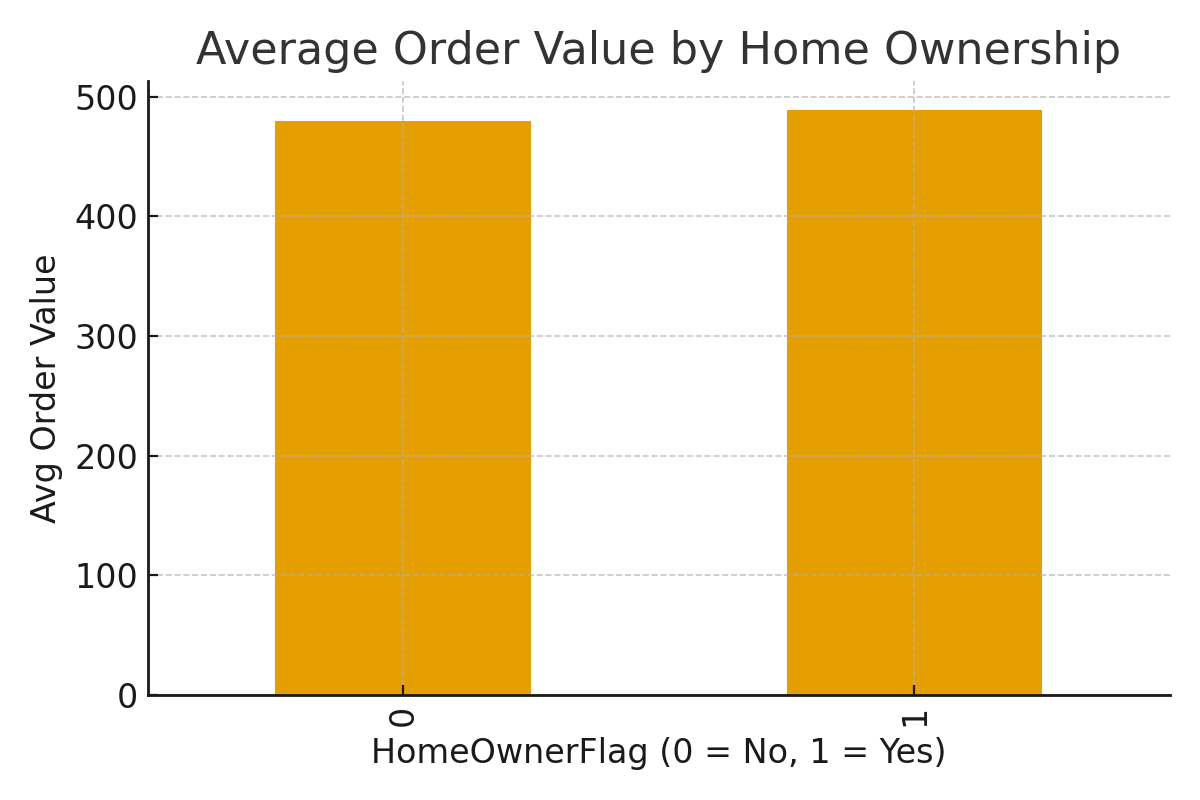 Average Order Value by Home Ownership
Avg Order Value
500
400
300
200
100
0
0
1
HomeOwnerFlag (0 = No, 1 = Yes)